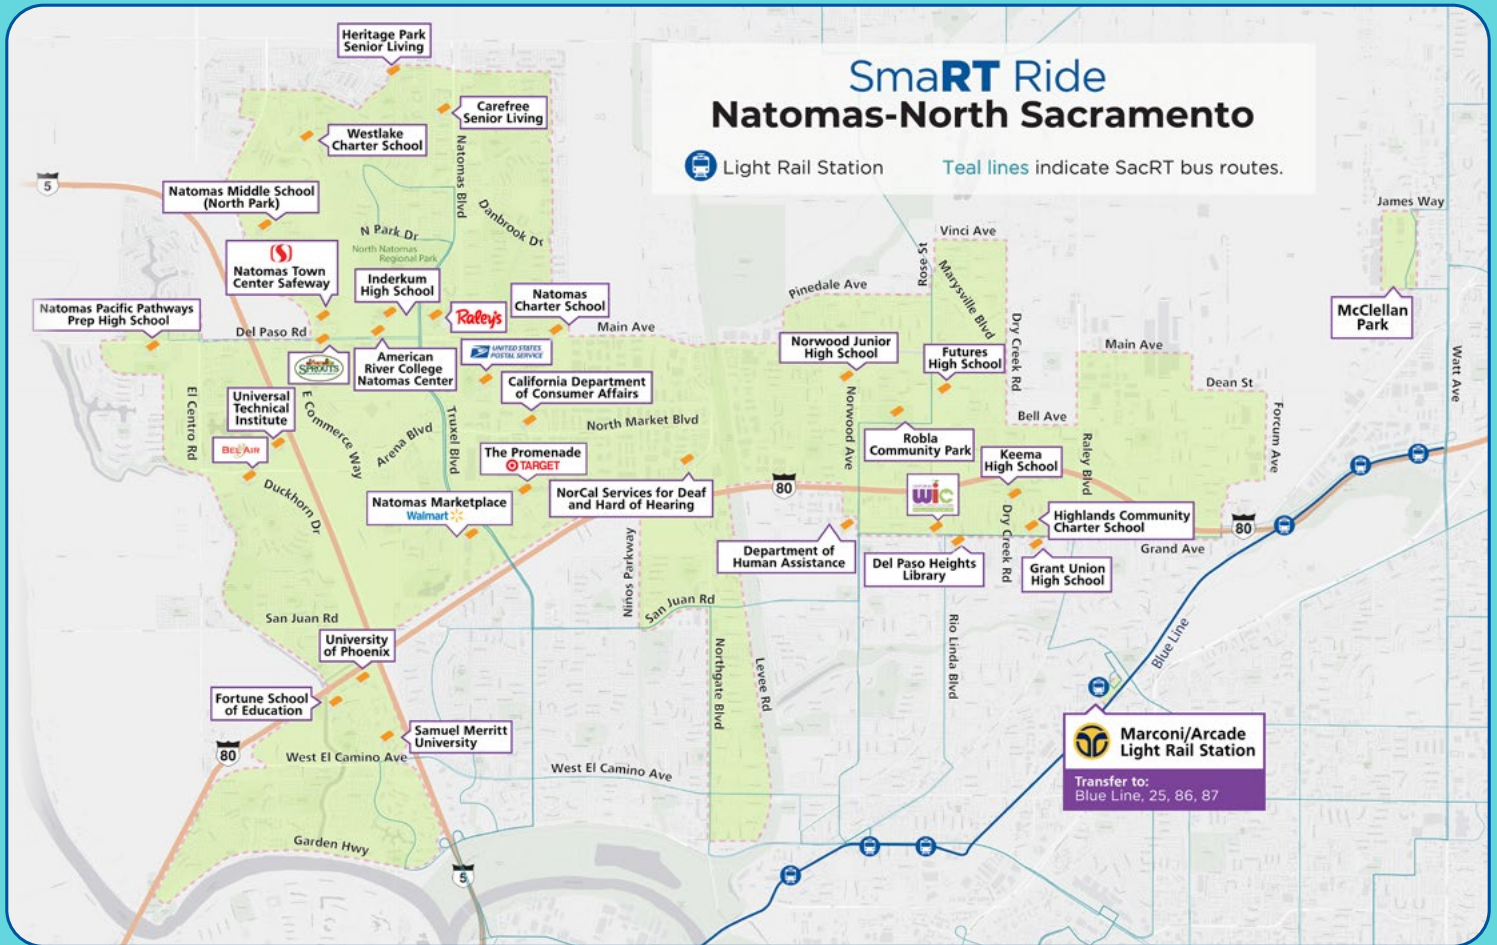 SmaRT Ride
Natomas-North Sacramento
Light Rail Station
Teal lines indicate SacRT bus routes.
Heritage Park
Senior Living
Carefree
Senior Living
Westlake
Charter School
5
Natomas Blvd
Natomas Middle School
(North Park)
Danbrook Dr
N Park Dr
North Natomas
Regional Park
Natomas Town
Center Safeway
Inderkum
High School
Natomas
Charter School
Raley's
Natomas Pacific Pathways
Prep High School
Del Paso Rd
Main Ave
SPROUTS
American
River College
Natomas Center
UNITED STATES
POSTAL SERVICE
California Department
of Consumer Affairs
Universal
Technical
Institute
El Centro Rd
E Commerce Way
Arena Blvd
Truxel Blvd
North Market Blvd
BEL AIR
The Promenade
TARGET
Duckhorn Dr
Natomas Marketplace
Walmart
NorCal Services for Deaf
and Hard of Hearing
80
James Way
McClellan
Park
Vinci Ave
Rose St
Marysville Blvd
Pinedale Ave
Dry Creek Rd
Norwood Junior
High School
Futures
High School
Main Ave
Watt Ave
Dean St
Norwood Ave
Bell Ave
Forcum Ave
Robla
Community Park
Keema
High School
Raley Blvd
WIC
Highlands Community
Charter School
80
Grand Ave
Department of
Human Assistance
Del Paso Heights
Library
Dry Creek Rd
Grant Union
High School
Ninos Parkway
San Juan Rd
San Juan Rd
University
of Phoenix
Northgate Blvd
Levee Rd
Rio Linda Blvd
Blue Line
Fortune School
of Education
Samuel Merritt
University
80
West El Camino Ave
West El Camino Ave
Marconi/Arcade
Light Rail Station
Transfer to:
Blue Line, 25, 86, 87
Garden Hwy
5